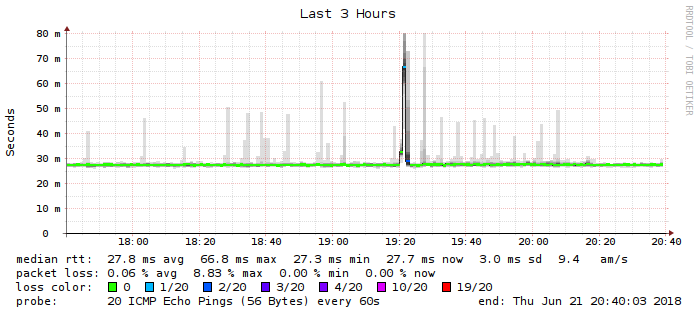 Last 3 Hours
RRDTOOL / TOBI OETIKER
Seconds
80 m
70 m
60 m
50 m
40 m
30 m
20 m
10 m
0
18:00 18:20 18:40 19:00 19:20 19:40 20:00 20:20 20:40
median rtt: 27.8 ms avg 66.8 ms max 27.3 ms min 27.7 ms now 3.0 ms sd 9.4 am/s
packet loss: 0.06 % avg 8.83 % max 0.00 % min 0.00 % now
loss color: 0 1/20 2/20 3/20 4/20 10/20 19/20
probe: 20 ICMP Echo Pings (56 Bytes) every 60s end: Thu Jun 21 20:40:03 2018